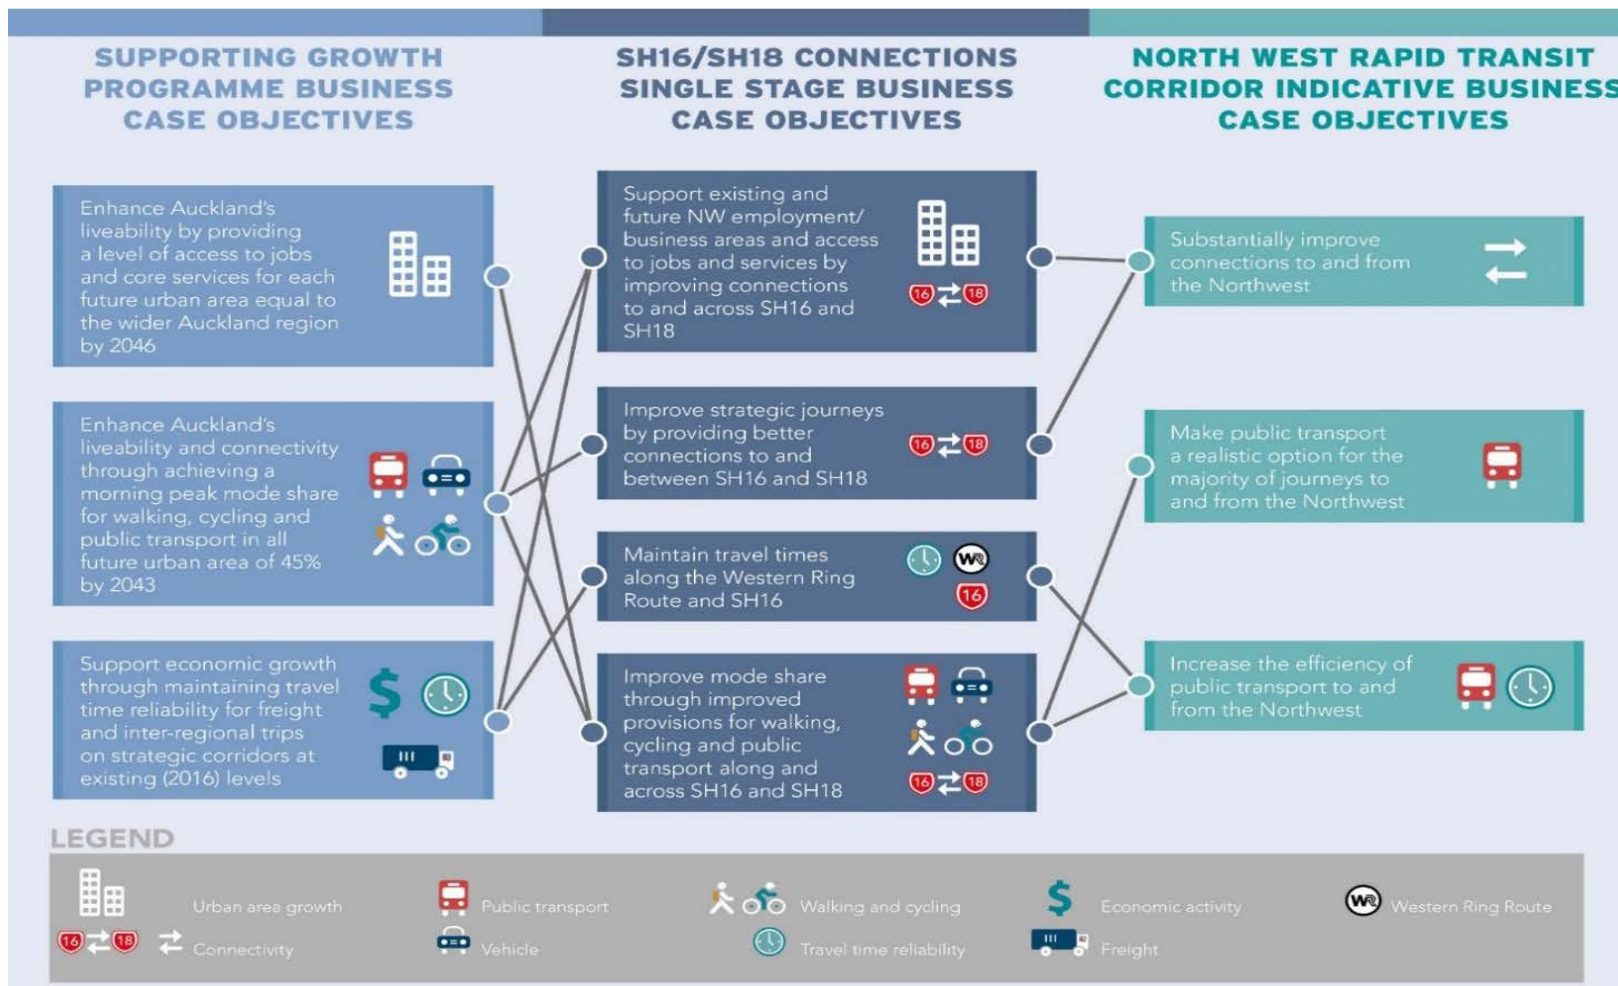 SUPPORTING GROWTH
PROGRAMME BUSINESS
CASE OBJECTIVES
Enhance Auckland's
liveability by providing
a level of access to jobs
and core services for each
future urban area equal to
the wider Auckland region
by 2046
Enhance Auckland's
liveability and connectivity
through achieving a
morning peak mode share
for walking, cycling and
public transport in all
future urban area of 45%
by 2043
Support economic growth
through maintaining travel
time reliability for freight
and inter-regional trips
on strategic corridors at
existing (2016) levels
$
SH16/SH18 CONNECTIONS
SINGLE STAGE BUSINESS
CASE OBJECTIVES
Support existing and
future NW employment/
business areas and access
to jobs and services by
improving connections
to and across SH16 and
SH18
16 18
Improve strategic journeys
by providing better
connections to and
between SH16 and SH18
16 18
Maintain travel times
along the Western Ring
Route and SH16
WR
16
Improve mode share
through improved
provisions for walking,
cycling and public
transport along and
across SH16 and SH18
16 18
NORTH WEST RAPID TRANSIT
CORRIDOR INDICATIVE BUSINESS
CASE OBJECTIVES
Substantially improve
connections to and from
the Northwest
Make public transport
a realistic option for the
majority of journeys to
and from the Northwest
Increase the efficiency of
public transport to and
from the Northwest
LEGEND
Urban area growth
Public transport
Walking and cycling
$ Economic activity
WR Western Ring Route
16 18 Connectivity
Vehicle
Travel time reliability
Freight